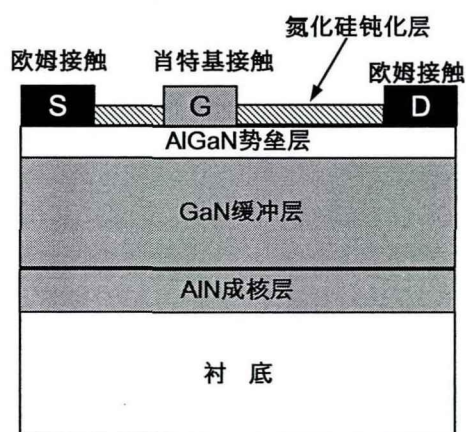 氮化硅钝化层
欧姆接触 肖特基接触 欧姆接触
S G D
AlGaN势垒层
GaN缓冲层
AlN成核层
衬 底